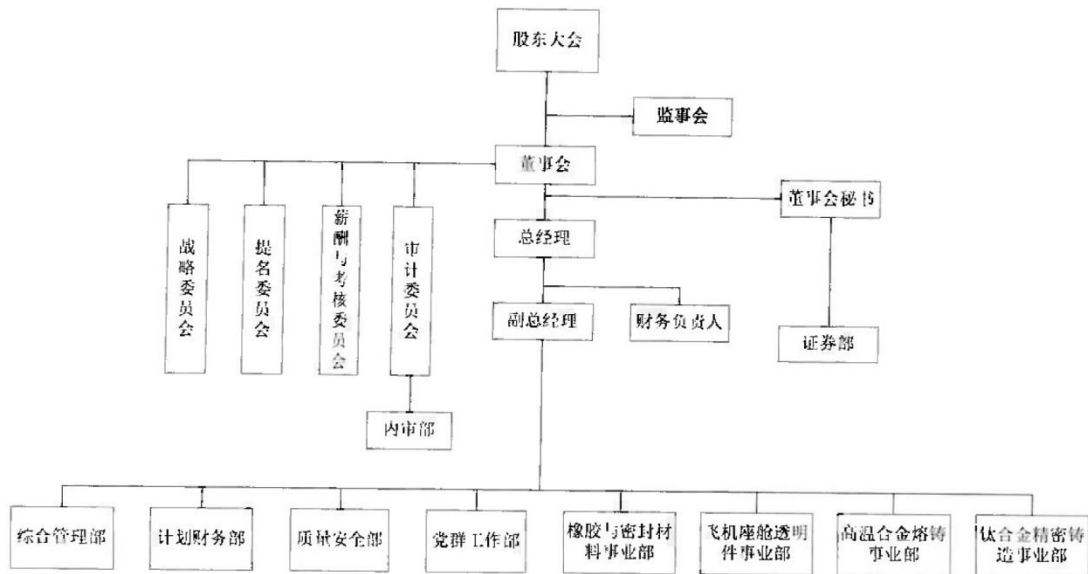 股东大会
监事会
董事会
董事会秘书
总经理
战略委员会
提名委员会
薪酬与考核委员会
审计委员会
副总经理
财务负责人
证券部
内审部
综合管理部
计划财务部
质量安全部
党群工作部
橡胶与密封材
料事业部
飞机座舱透明
件事业部
高温合金熔铸
事业部
钛合金精密铸
造事业部